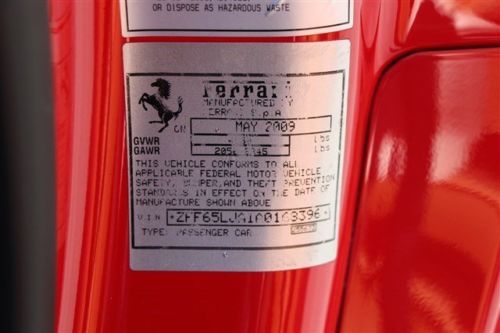 OR DISPOSE AS HAZARDOUS WASTE
Ferrari
MANUFACTURED BY
ON MAY 2009
GVWR lbs
GAWR lbs
THIS VEHICLE CONFORMS TO ALL
APPLICABLE FEDERAL MOTOR VEHICLE
SAFETY, BUMPER, AND THEFT PREVENTION
STANDARDS IN EFFECT ON THE DATE OF
MANUFACTURE SHOWN ABOVE
V.I.N.
TYPE: PASSENGER CAR